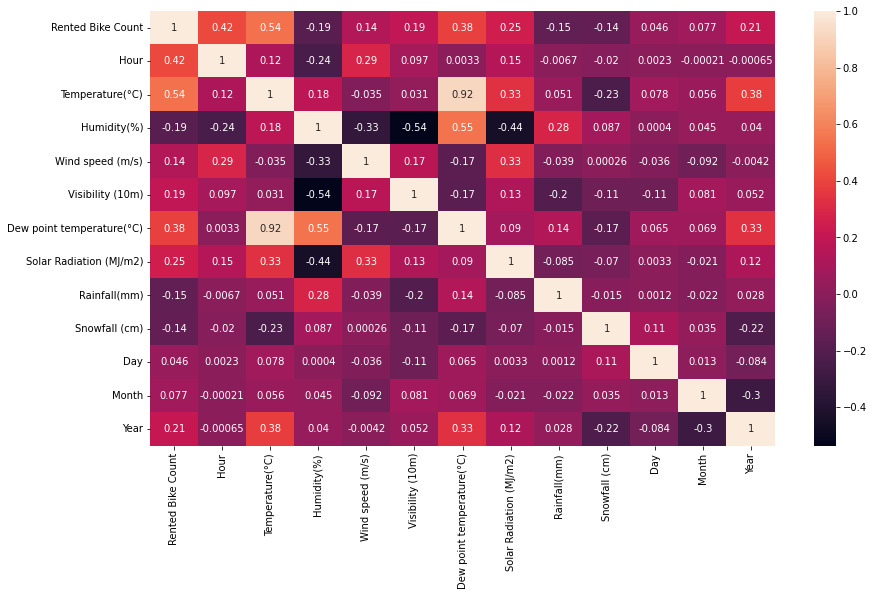 Rented Bike Count 1 0.42 0.54 -0.19 0.14 0.19 0.38 0.25 -0.15 -0.14 0.046 0.077 0.21
Hour 0.42 1 0.12 -0.24 0.29 0.097 0.0033 0.15 -0.0067 -0.02 0.0023 -0.00021 -0.00065
Temperature(°C) 0.54 0.12 1 0.18 -0.035 0.031 0.92 0.33 0.051 -0.23 0.078 0.056 0.38
Humidity(%) -0.19 -0.24 0.18 1 -0.33 -0.54 0.55 -0.44 0.28 0.087 0.0004 0.045 0.04
Wind speed (m/s) 0.14 0.29 -0.035 -0.33 1 0.17 -0.17 0.33 -0.039 0.00026 -0.036 -0.092 -0.0042
Visibility (10m) 0.19 0.097 0.031 -0.54 0.17 1 -0.17 0.13 -0.2 -0.11 -0.11 0.081 0.052
Dew point temperature(°C) 0.38 0.0033 0.92 0.55 -0.17 -0.17 1 0.09 0.14 -0.17 0.065 0.069 0.33
Solar Radiation (MJ/m2) 0.25 0.15 0.33 -0.44 0.33 0.13 0.09 1 -0.085 -0.07 0.0033 -0.021 0.12
Rainfall(mm) -0.15 -0.0067 0.051 0.28 -0.039 -0.2 0.14 -0.085 1 -0.015 0.0012 -0.022 0.028
Snowfall (cm) -0.14 -0.02 -0.23 0.087 0.00026 -0.11 -0.17 -0.07 -0.015 1 0.11 0.035 -0.22
Day 0.046 0.0023 0.078 0.0004 -0.036 -0.11 0.065 0.0033 0.0012 0.11 1 0.013 -0.084
Month 0.077 -0.00021 0.056 0.045 -0.092 0.081 0.069 -0.021 -0.022 0.035 0.013 1 -0.3
Year 0.21 -0.00065 0.38 0.04 -0.0042 0.052 0.33 0.12 0.028 -0.22 -0.084 -0.3 1
Rented Bike Count
Hour
Temperature(°C)
Humidity(%)
Wind speed (m/s)
Visibility (10m)
Dew point temperature(°C)
Solar Radiation (MJ/m2)
Rainfall(mm)
Snowfall (cm)
Day
Month
Year
1.0
0.8
0.6
0.4
0.2
0.0
−0.2
−0.4